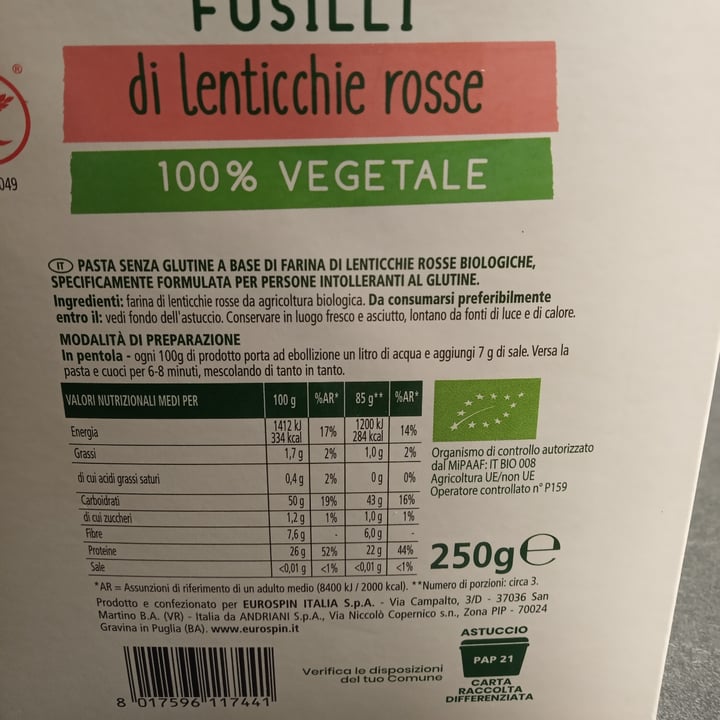 FUSILLI
di lenticchie rosse
100% VEGETALE
®
049
IT PASTA SENZA GLUTINE A BASE DI FARINA DI LENTICCHIE ROSSE BIOLOGICHE,
SPECIFICAMENTE FORMULATA PER PERSONE INTOLLERANTI AL GLUTINE.
Ingredienti: farina di lenticchie rosse da agricoltura biologica. Da consumarsi preferibilmente
entro il: vedi fondo dell'astuccio. Conservare in luogo fresco e asciutto, lontano da fonti di luce e di calore.
MODALITÀ DI PREPARAZIONE
In pentola - ogni 100g di prodotto porta ad ebollizione un litro di acqua e aggiungi 7 g di sale. Versa la
pasta e cuoci per 6-8 minuti, mescolando di tanto in tanto.
VALORI NUTRIZIONALI MEDI PER 100 g %AR* 85 g** %AR*
Energia 1412 kJ 334 kcal 17% 1200 kJ 284 kcal 14%
Grassi 1,7 g 2% 1,0 g 2%
di cui acidi grassi saturi 0,4 g 2% 0 g 0%
Carboidrati 50 g 19% 43 g 16%
di cui zuccheri 1,2 g 1% 1,0 g 1%
Fibre 7,6 g - 6,0 g -
Proteine 26 g 52% 22 g 44%
Sale <0,01 g <1% <0,01 g <1%
Organismo di controllo autorizzato
dal MiPAAF: IT BIO 008
Agricoltura UE/non UE
Operatore controllato n° P159
250g e
*AR = Assunzioni di riferimento di un adulto medio (8400 kJ / 2000 kcal). **Numero di porzioni: circa 3.
Prodotto e confezionato per EUROSPIN ITALIA S.p.A. - Via Campalto, 3/D - 37036 San
Martino B.A. (VR) - Italia da ANDRIANI S.p.A., Via Niccolò Copernico s.n., Zona PIP - 70024
Gravina in Puglia (BA). www.eurospin.it
8 017596 117441
Verifica le disposizioni
del tuo Comune
ASTUCCIO
PAP 21
CARTA
RACCOLTA
DIFFERENZIATA